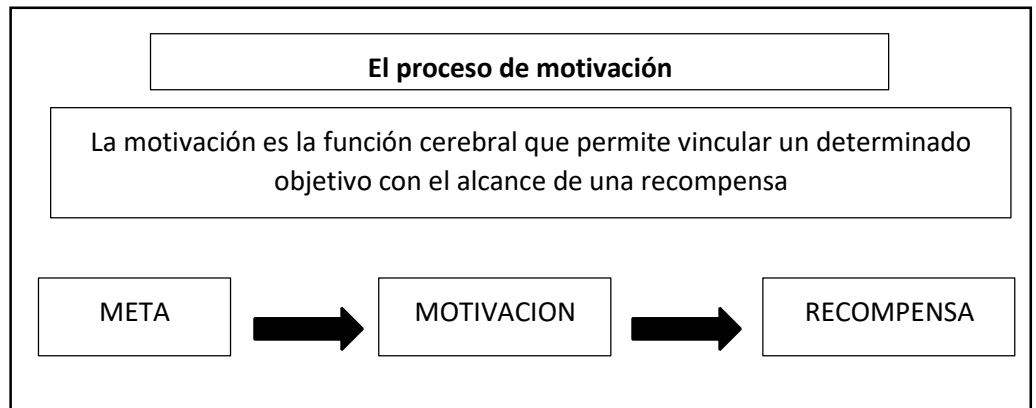 El proceso de motivación
La motivación es la función cerebral que permite vincular un determinado
objetivo con el alcance de una recompensa
META
MOTIVACION
RECOMPENSA